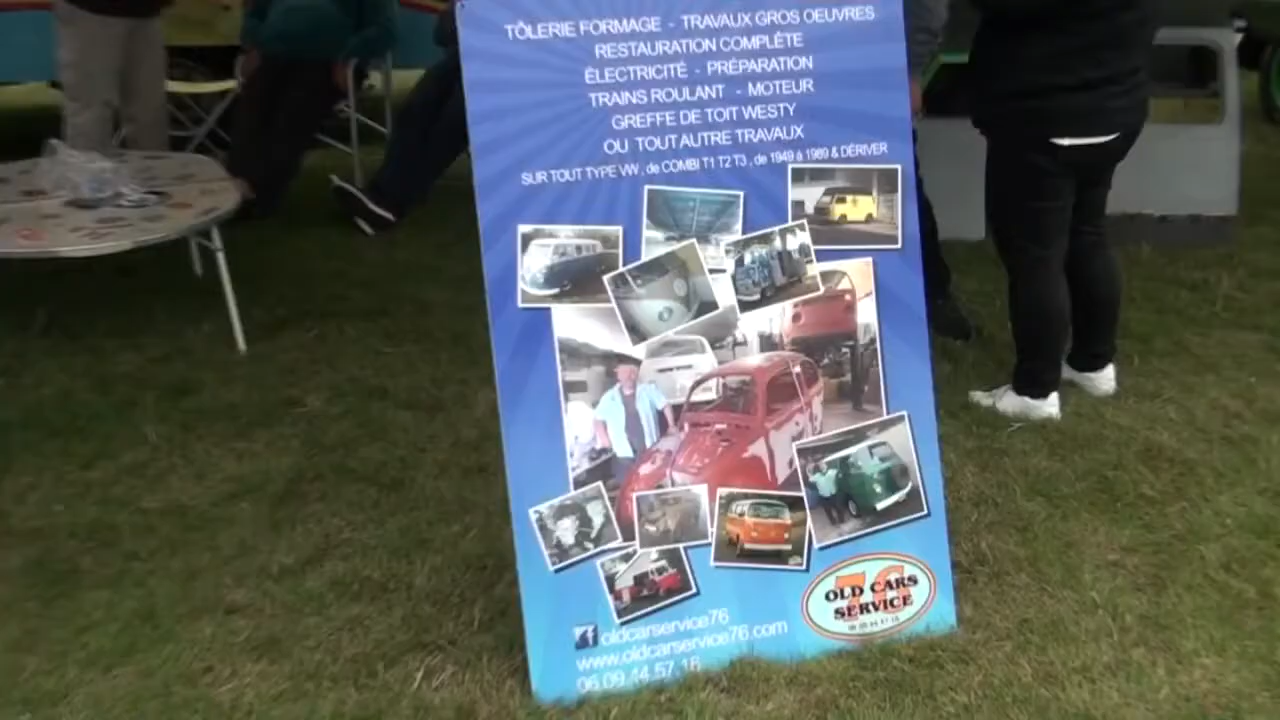 TÔLERIE FORMAGE - TRAVAUX GROS OEUVRES
RESTAURATION COMPLÈTE
ÉLECTRICITÉ - PRÉPARATION
TRAINS ROULANT - MOTEUR
GREFFE DE TOIT WESTY
OU TOUT AUTRE TRAVAUX
SUR TOUT TYPE VW, de COMBI T1 T2 T3, de 1949 à 1989 & DÉRIVER
76
OLD CARS
SERVICE
oldcarservice76
www.oldcarservice76.com
06.09.44.57.16